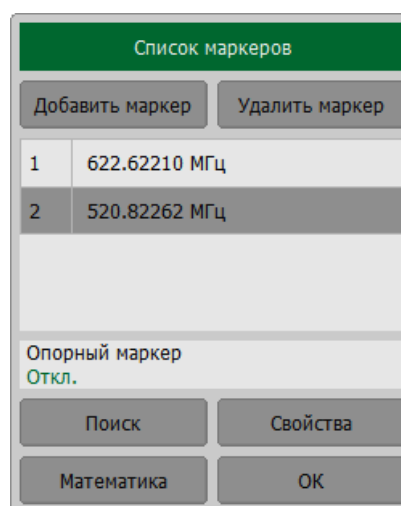 Список маркеров
Добавить маркер Удалить маркер
1 622.62210 МГц
2 520.82262 МГц
Опорный маркер
Откл.
Поиск Свойства
Математика ОК